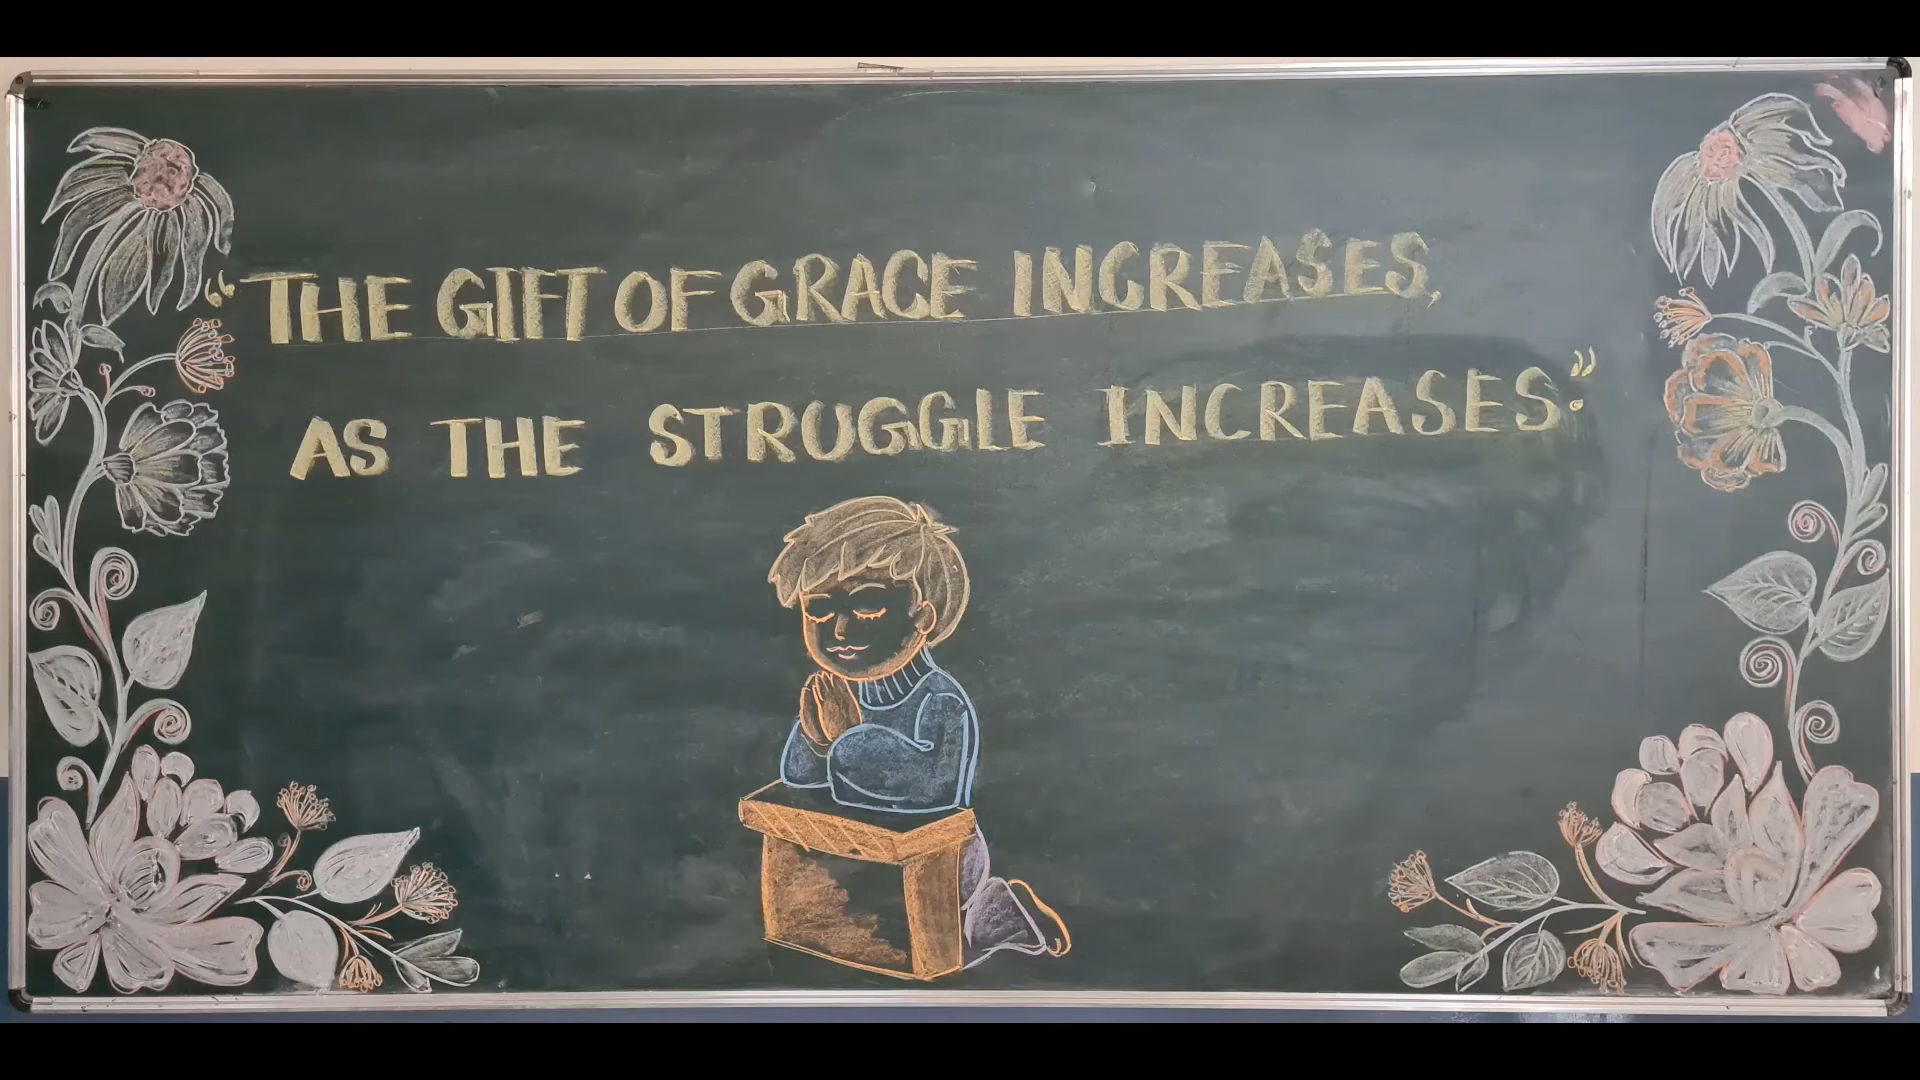 “THE GIFT OF GRACE INCREASES,
AS THE STRUGGLE INCREASES.”